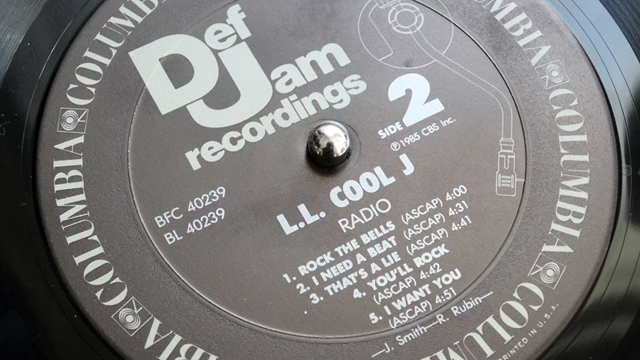 Def
Jam
recordings
SIDE 2
℗1985 CBS Inc.
BFC 40239
BL 40239
L.L. COOL J
RADIO
1. ROCK THE BELLS (ASCAP) 4:00
2. I NEED A BEAT (ASCAP) 4:31
3. THAT'S A LIE (ASCAP) 4:41
4. YOU'LL ROCK
(ASCAP) 4:42
5. I WANT YOU
(ASCAP) 4:51
—J. Smith—R. Rubin—
COLUMBIA
COLUMBIA
COLUMBIA
COLUMBIA
COLUM
IN U.S.A.